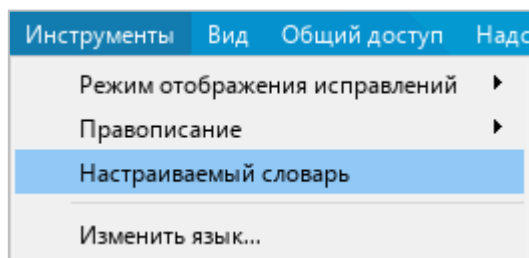 Инструменты Вид Общий доступ
Режим отображения исправлений
Правописание
Настраиваемый словарь
Изменить язык...